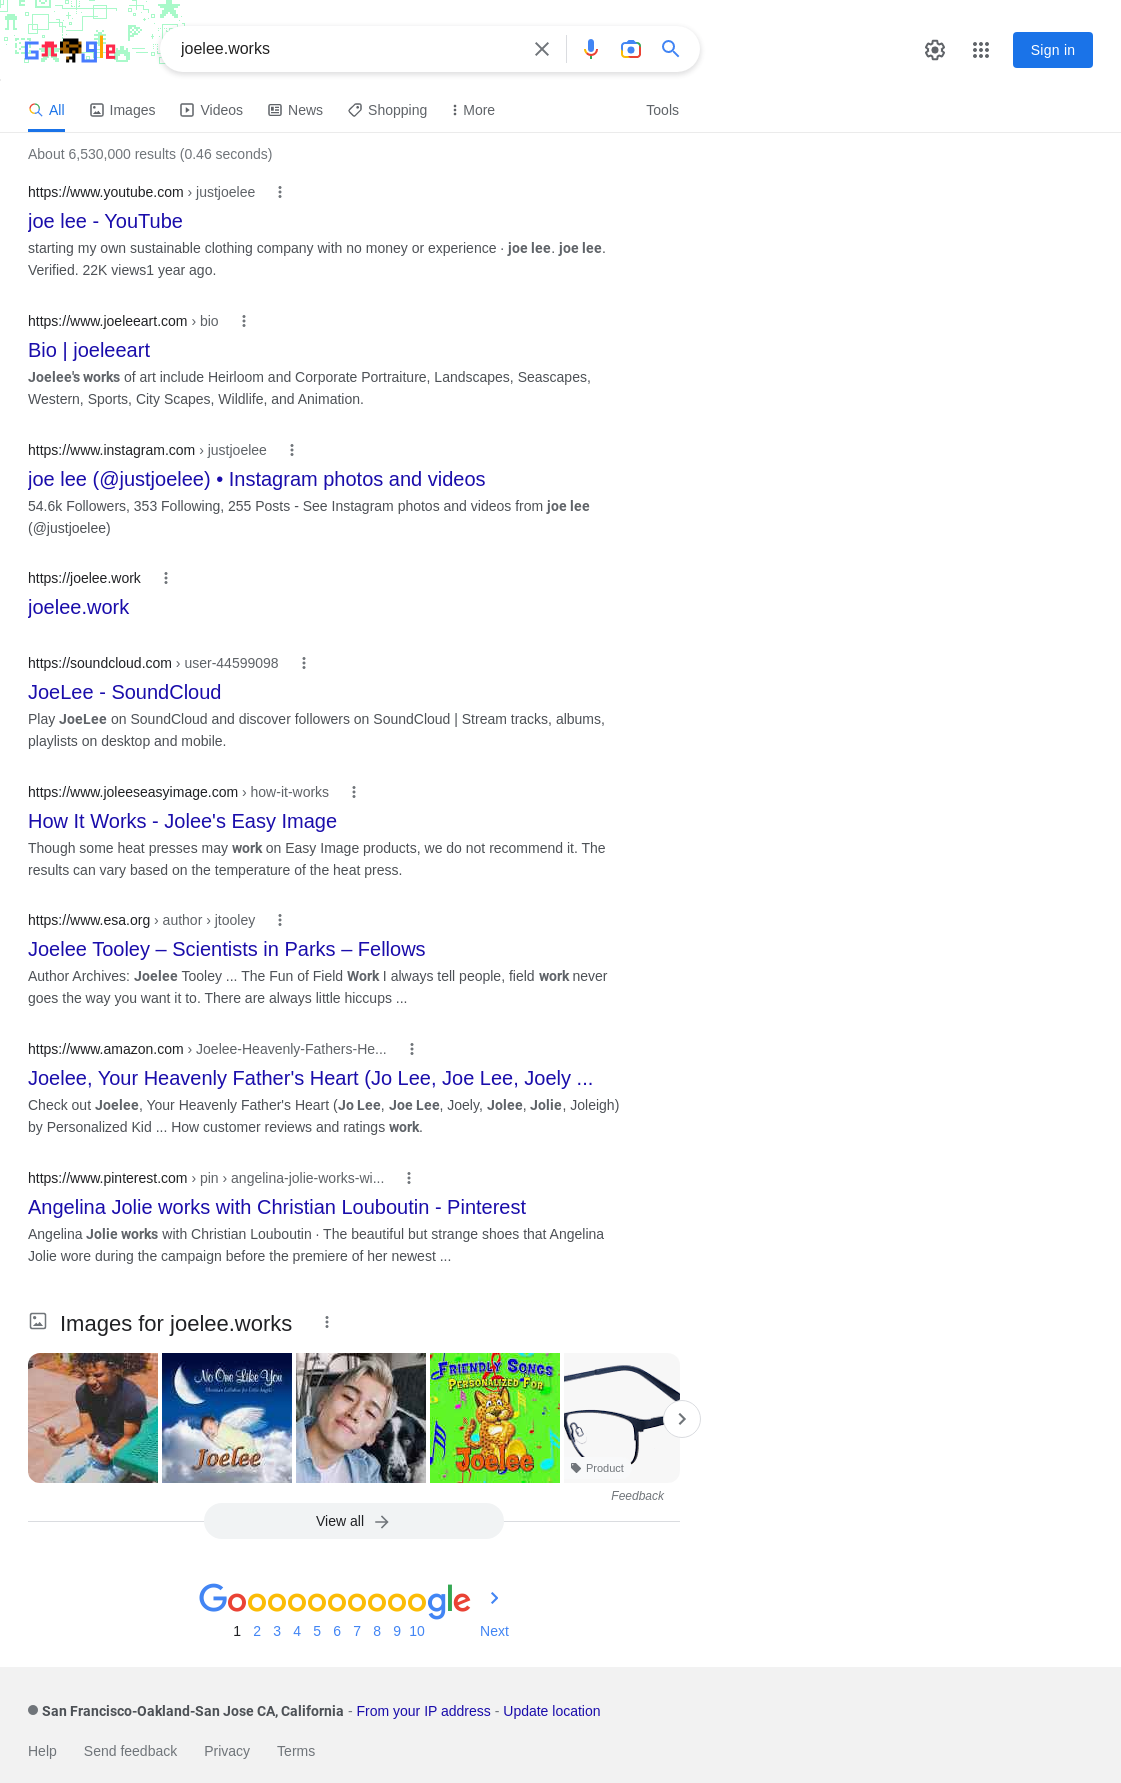 Google
joelee.works
Sign in
All
Images
Videos
News
Shopping
More
Tools
About 6,530,000 results (0.46 seconds)
https://www.youtube.com › justjoelee
joe lee - YouTube
starting my own sustainable clothing company with no money or experience · joe lee. joe lee.
Verified. 22K views1 year ago.
https://www.joeleeart.com › bio
Bio | joeleeart
Joelee's works of art include Heirloom and Corporate Portraiture, Landscapes, Seascapes,
Western, Sports, City Scapes, Wildlife, and Animation.
https://www.instagram.com › justjoelee
joe lee (@justjoelee) • Instagram photos and videos
54.6k Followers, 353 Following, 255 Posts - See Instagram photos and videos from joe lee
(@justjoelee)
https://joelee.work
joelee.work
https://soundcloud.com › user-44599098
JoeLee - SoundCloud
Play JoeLee on SoundCloud and discover followers on SoundCloud | Stream tracks, albums,
playlists on desktop and mobile.
https://www.joleeseasyimage.com › how-it-works
How It Works - Jolee's Easy Image
Though some heat presses may work on Easy Image products, we do not recommend it. The
results can vary based on the temperature of the heat press.
https://www.esa.org › author › jtooley
Joelee Tooley – Scientists in Parks – Fellows
Author Archives: Joelee Tooley ... The Fun of Field Work I always tell people, field work never
goes the way you want it to. There are always little hiccups ...
https://www.amazon.com › Joelee-Heavenly-Fathers-He...
Joelee, Your Heavenly Father's Heart (Jo Lee, Joe Lee, Joely ...
Check out Joelee, Your Heavenly Father's Heart (Jo Lee, Joe Lee, Joely, Jolee, Jolie, Joleigh)
by Personalized Kid ... How customer reviews and ratings work.
https://www.pinterest.com › pin › angelina-jolie-works-wi...
Angelina Jolie works with Christian Louboutin - Pinterest
Angelina Jolie works with Christian Louboutin · The beautiful but strange shoes that Angelina
Jolie wore during the campaign before the premiere of her newest ...
Images for joelee.works
No One Like You
Christian Lullabies for Little Angels
Joelee
FRIENDLY SONGS
PERSONALIZED FOR
Joelee
Product
Feedback
View all
Goooooooooogle
1 2 3 4 5 6 7 8 9 10 Next
San Francisco-Oakland-San Jose CA, California - From your IP address - Update location
Help
Send feedback
Privacy
Terms